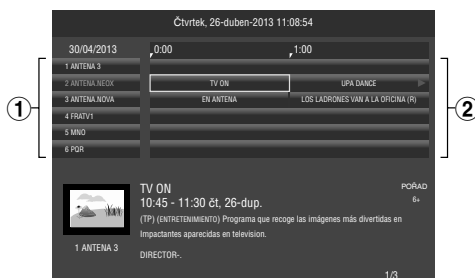 Čtvrtek, 26-duben-2013 11:08:54
30/04/2013 0:00 1:00
1 ANTENA 3
2 ANTENA.NEOX TV ON UPA DANCE
3 ANTENA.NOVA EN ANTENA LOS LADRONES VAN A LA OFICINA (R)
4 FRATV1
5 MNO
6 PQR
1 2
TV ON POŘAD
10:45 - 11:30 čt, 26-dup. 6+
(TP) (ENTRETENIMIENTO) Programa que recoge las imágenes más divertidas en
Impactantes aparecidas en television.
1 ANTENA 3
DIRECTOR-.
1/3